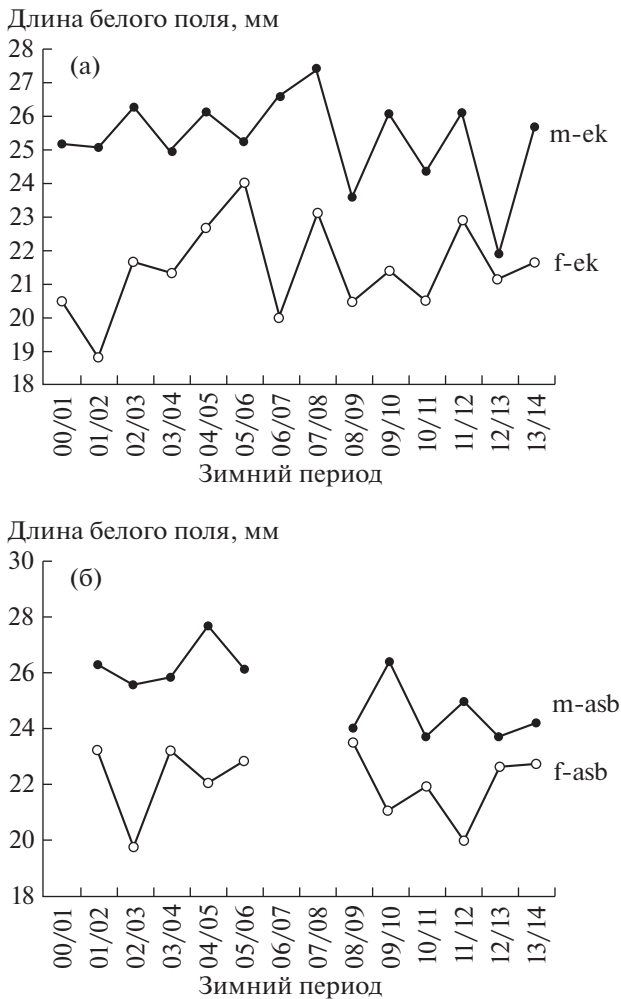 Длина белого поля, мм
28
(а)
27
26
m-ek
25
24
23
22
f-ek
21
20
19
18
00/01 01/02 02/03 03/04 04/05 05/06 06/07 07/08 08/09 09/10 10/11 11/12 12/13 13/14
Зимний период
Длина белого поля, мм
30
(б)
28
26
m-asb
24
f-asb
22
20
18
00/01 01/02 02/03 03/04 04/05 05/06 06/07 07/08 08/09 09/10 10/11 11/12 12/13 13/14
Зимний период